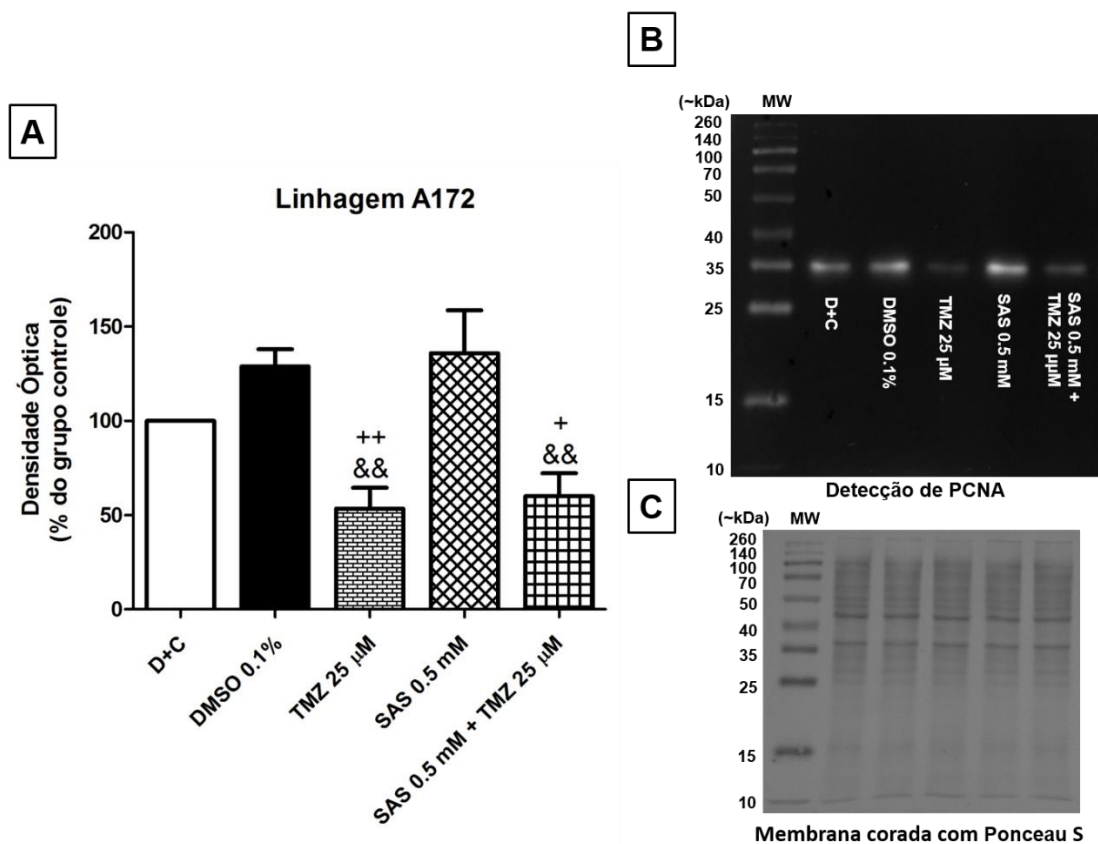 A
Linhagem A172
Densidade Óptica
(% do grupo controle)
200
150
100
50
0
++
&&
+
&&
D+C
DMSO 0.1%
TMZ 25 µM
SAS 0.5 mM
SAS 0.5 mM + TMZ 25 µM
B
(~kDa) MW
260
140
100
70
50
40
35
25
15
10
D+C
DMSO 0.1%
TMZ 25 µM
SAS 0.5 mM
SAS 0.5 mM +
TMZ 25 µµM
Detecção de PCNA
C
(~kDa) MW
260
140
100
70
50
40
35
25
15
10
Membrana corada com Ponceau S